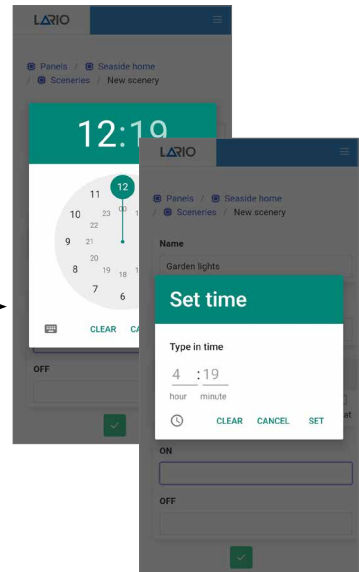 LARIO
Panels / Seaside home
/ Sceneries / New scenery
12:19
11 12
10 23 00
22
9 21
20
8 19 18
7 6
CLEAR
OFF
LARIO
Panels / Seaside home
/ Sceneries / New scenery
Name
Garden lights
Set time
Type in time
4 :19
hour minute
CLEAR CANCEL SET
ON
OFF